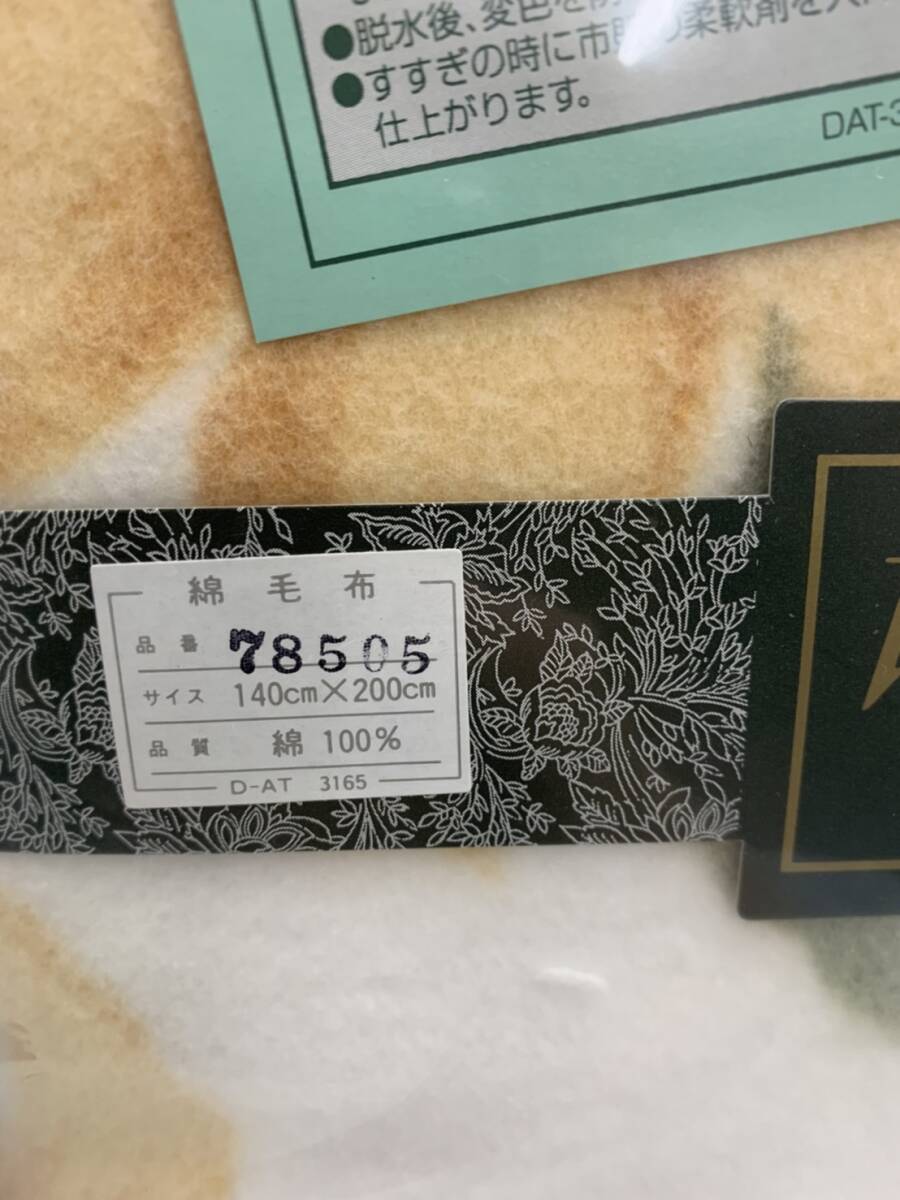 ●脱水後、変色を防
●すすぎの時に市販の柔軟剤を入
仕上がります。
DAT-3
綿毛布
品番 78505
サイズ 140cm×200cm
品質 綿 100%
D-AT 3165